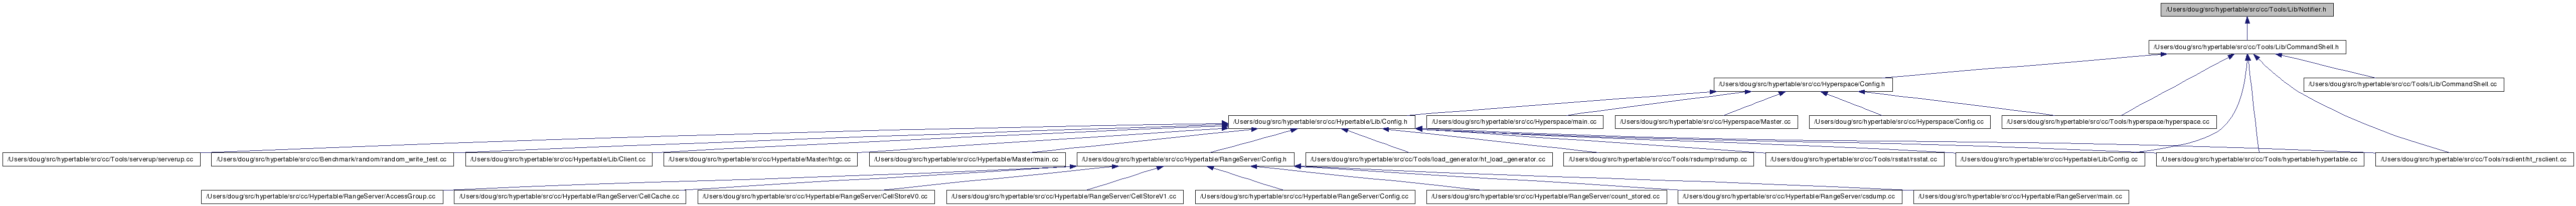 /Users/doug/src/hypertable/src/cc/Tools/Lib/Notifier.h
/Users/doug/src/hypertable/src/cc/Tools/Lib/CommandShell.h
/Users/doug/src/hypertable/src/cc/Hyperspace/Config.h
/Users/doug/src/hypertable/src/cc/Tools/Lib/CommandShell.cc
/Users/doug/src/hypertable/src/cc/Hypertable/Lib/Config.h
/Users/doug/src/hypertable/src/cc/Hyperspace/main.cc
/Users/doug/src/hypertable/src/cc/Hyperspace/Master.cc
/Users/doug/src/hypertable/src/cc/Hyperspace/Config.cc
/Users/doug/src/hypertable/src/cc/Tools/hyperspace/hyperspace.cc
/Users/doug/src/hypertable/src/cc/Tools/serverup/serverup.cc
/Users/doug/src/hypertable/src/cc/Benchmark/random/random_write_test.cc
/Users/doug/src/hypertable/src/cc/Hypertable/Lib/Client.cc
/Users/doug/src/hypertable/src/cc/Hypertable/Master/htgc.cc
/Users/doug/src/hypertable/src/cc/Hypertable/Master/main.cc
/Users/doug/src/hypertable/src/cc/Hypertable/RangeServer/Config.h
/Users/doug/src/hypertable/src/cc/Tools/load_generator/ht_load_generator.cc
/Users/doug/src/hypertable/src/cc/Tools/rsdump/rsdump.cc
/Users/doug/src/hypertable/src/cc/Tools/rsstat/rsstat.cc
/Users/doug/src/hypertable/src/cc/Hypertable/Lib/Config.cc
/Users/doug/src/hypertable/src/cc/Tools/hypertable/hypertable.cc
/Users/doug/src/hypertable/src/cc/Tools/rsclient/ht_rsclient.cc
/Users/doug/src/hypertable/src/cc/Hypertable/RangeServer/AccessGroup.cc
/Users/doug/src/hypertable/src/cc/Hypertable/RangeServer/CellCache.cc
/Users/doug/src/hypertable/src/cc/Hypertable/RangeServer/CellStoreV0.cc
/Users/doug/src/hypertable/src/cc/Hypertable/RangeServer/CellStoreV1.cc
/Users/doug/src/hypertable/src/cc/Hypertable/RangeServer/Config.cc
/Users/doug/src/hypertable/src/cc/Hypertable/RangeServer/count_stored.cc
/Users/doug/src/hypertable/src/cc/Hypertable/RangeServer/csdump.cc
/Users/doug/src/hypertable/src/cc/Hypertable/RangeServer/main.cc